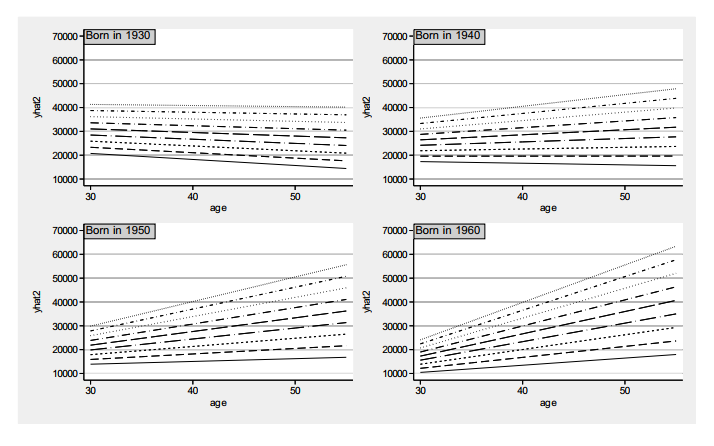 Born in 1930
yhat2
70000
60000
50000
40000
30000
20000
10000
30 40 50
age
Born in 1940
yhat2
70000
60000
50000
40000
30000
20000
10000
30 40 50
age
Born in 1950
yhat2
70000
60000
50000
40000
30000
20000
10000
30 40 50
age
Born in 1960
yhat2
70000
60000
50000
40000
30000
20000
10000
30 40 50
age